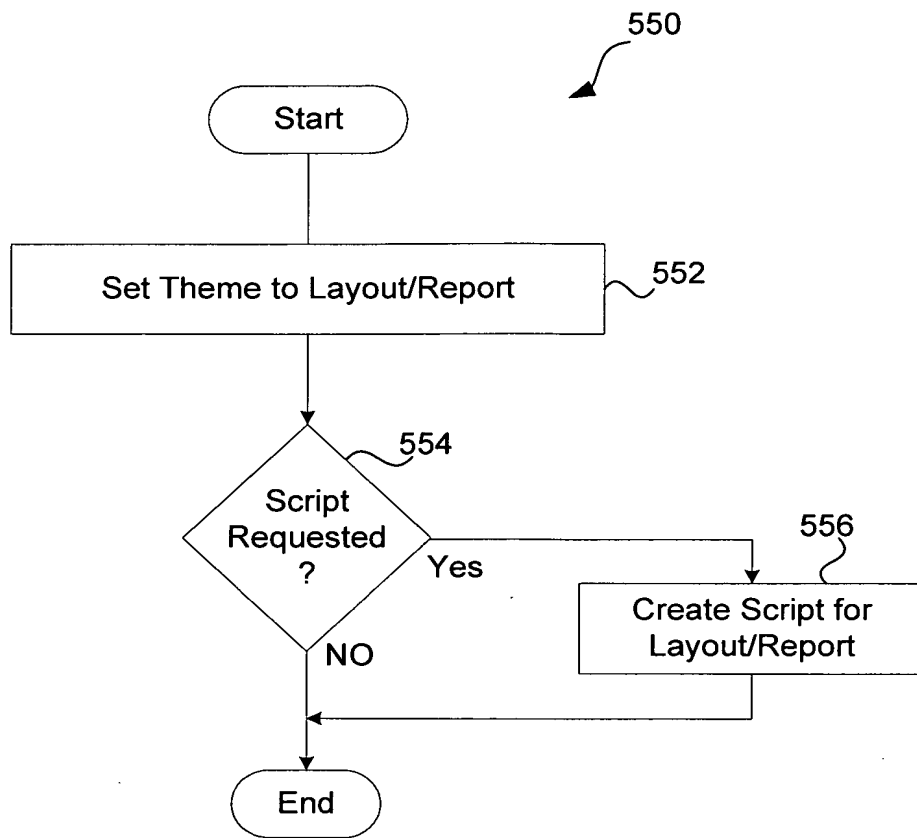 550
Start
Set Theme to Layout/Report
552
554
Script
Requested
?
Yes
NO
556
Create Script for
Layout/Report
End